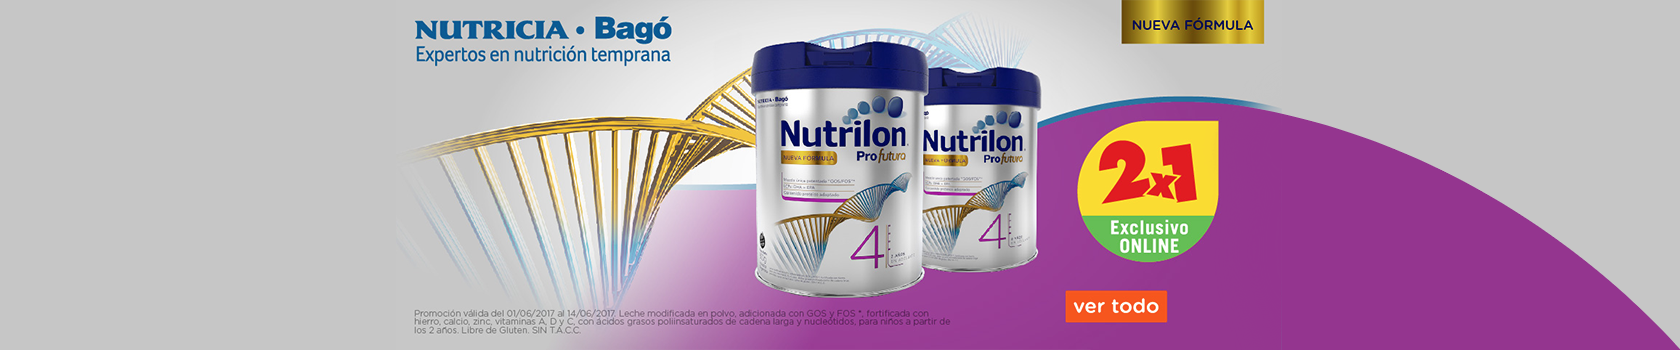 NUTRICIA • Bagó
Expertos en nutrición temprana
NUEVA FÓRMULA
NUTRICIA • Bagó
Nutrilon
NUEVA FÓRMULA
Profutura
4
Nutrilon
NUEVA FÓRMULA
Profutura
4
2x1
Exclusivo
ONLINE
ver todo
Promoción válida del 01/06/2017 al 14/06/2017. Leche modificada en polvo, adicionada con GOS y FOS *, fortificada con
hierro, calcio, zinc, vitaminas A, D y C, con ácidos grasos poliinsaturados de cadena larga y nucleótidos, para niños a partir de
los 2 años. Libre de Gluten. SIN T.A.C.C.